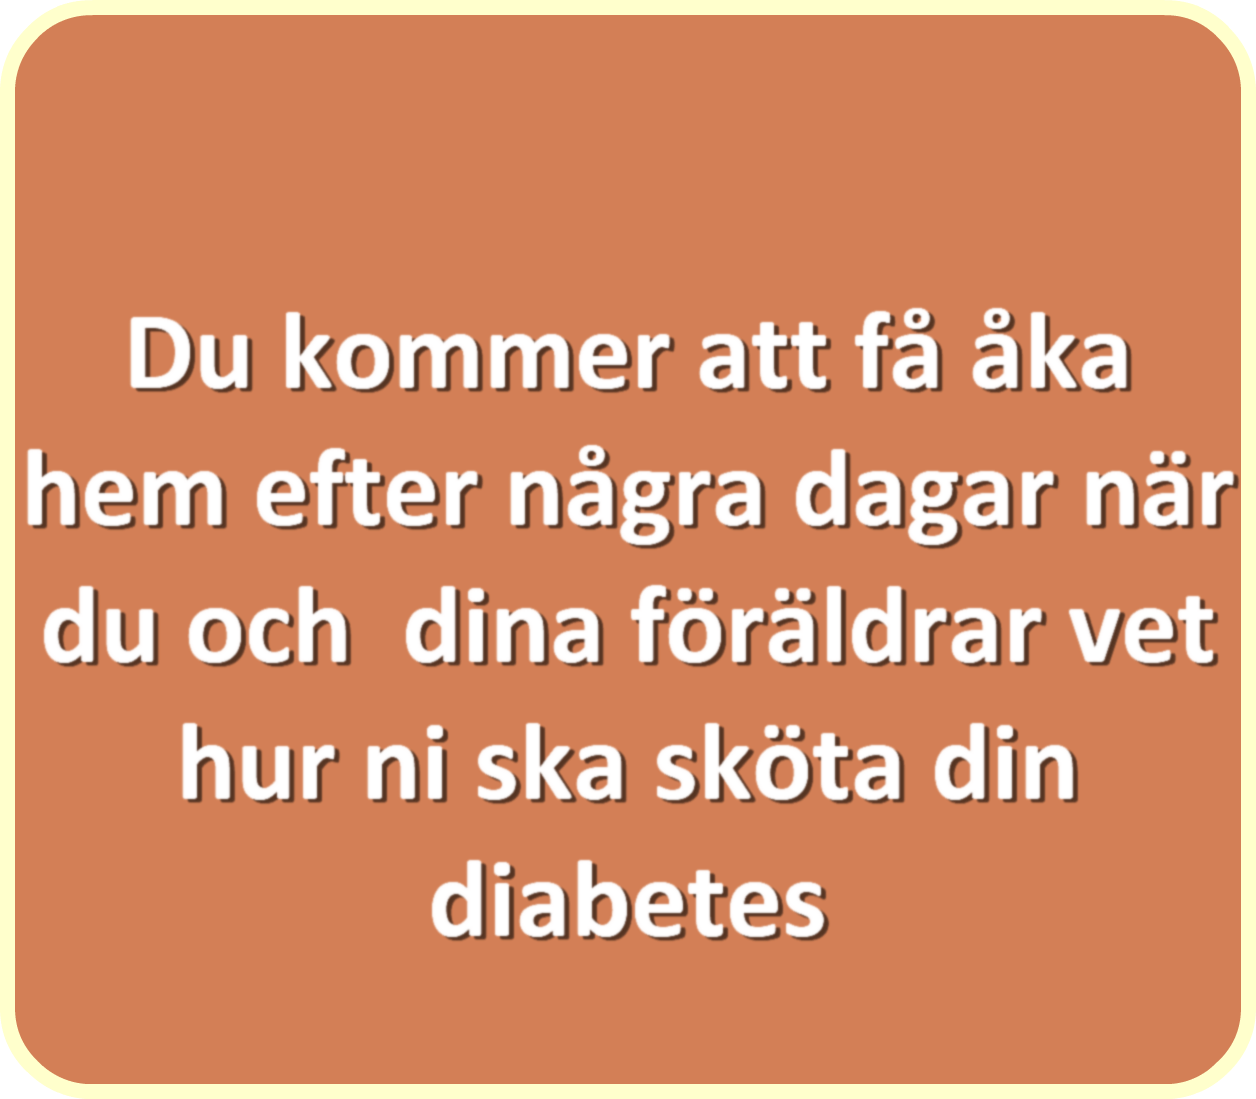 Du kommer att få åka
hem efter några dagar när
du och  dina föräldrar vet
hur ni ska sköta din
diabetes